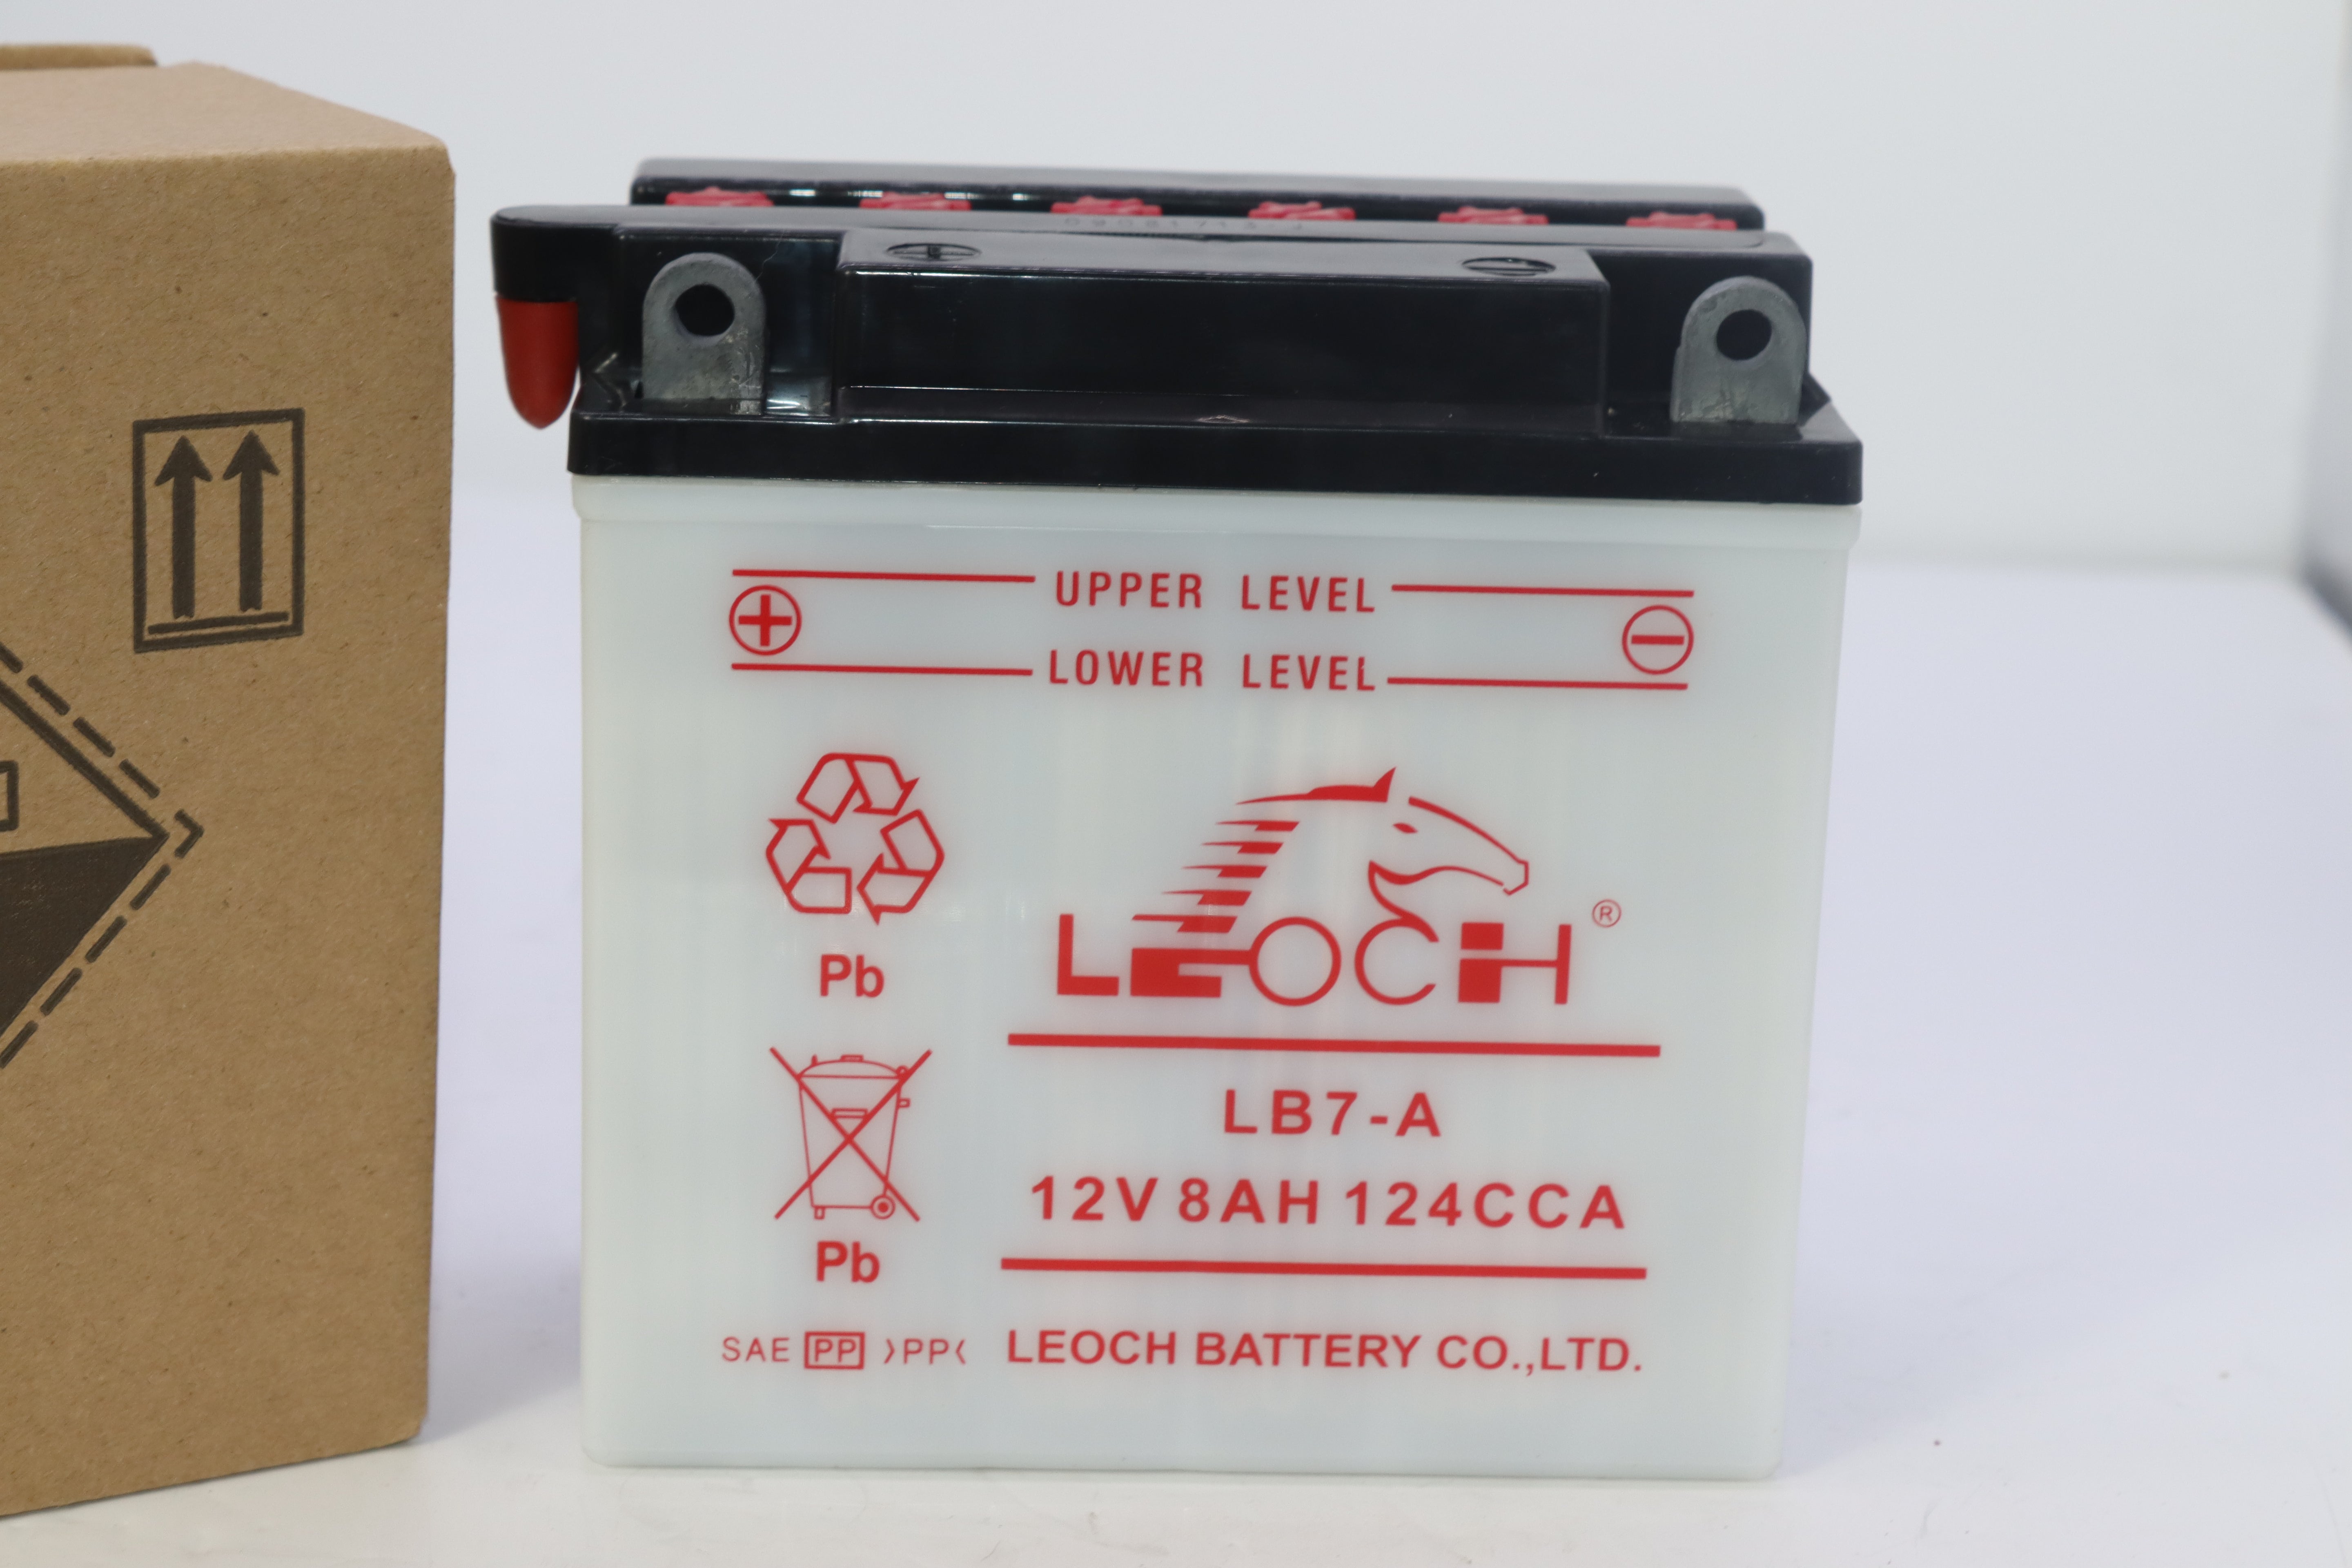 UPPER LEVEL
LOWER LEVEL
Pb
LEOCH ®
LB7-A
12V 8AH 124CCA
Pb
SAE PP >PP< LEOCH BATTERY CO.,LTD.